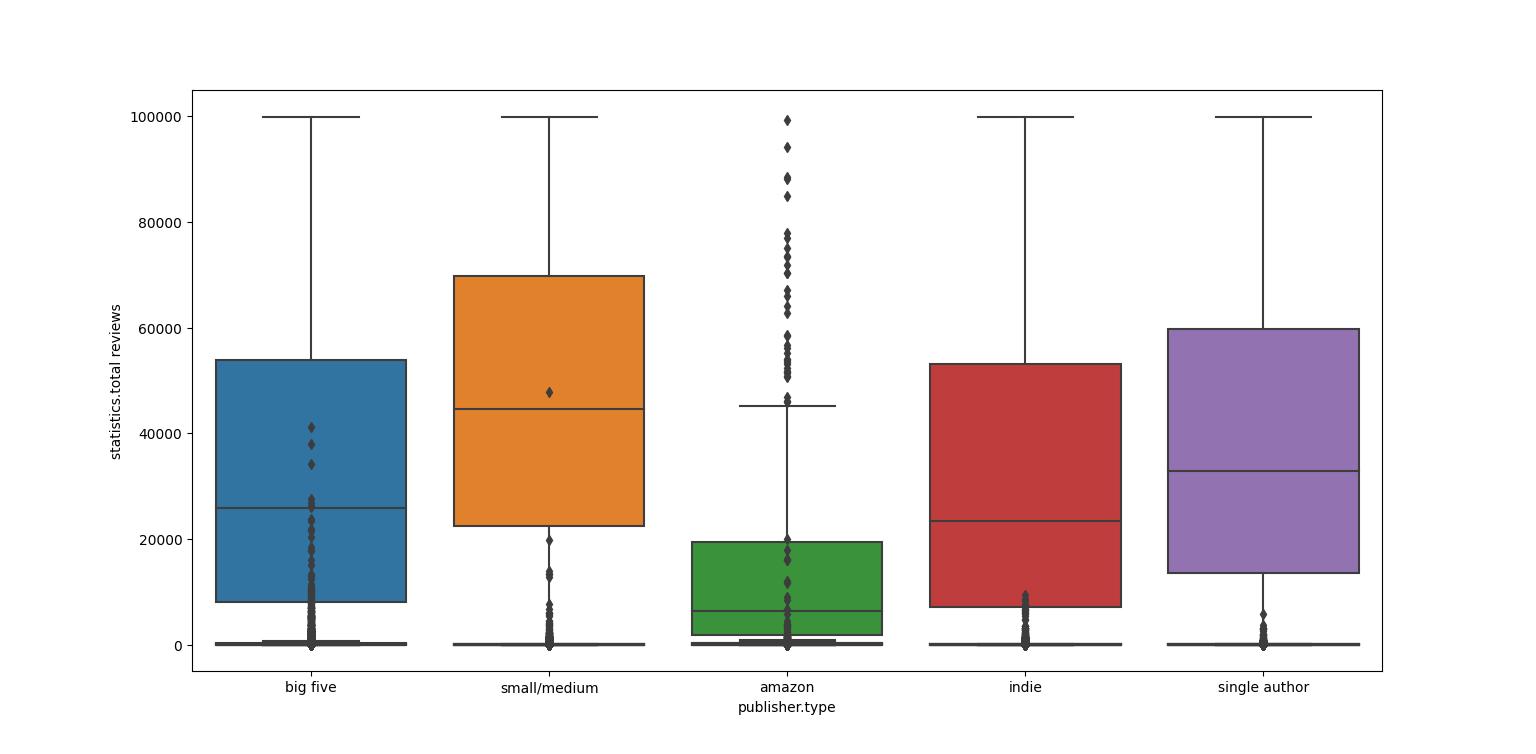 100000
80000
60000
40000
20000
0
statistics.total reviews
big five
small/medium
amazon
indie
single author
publisher.type